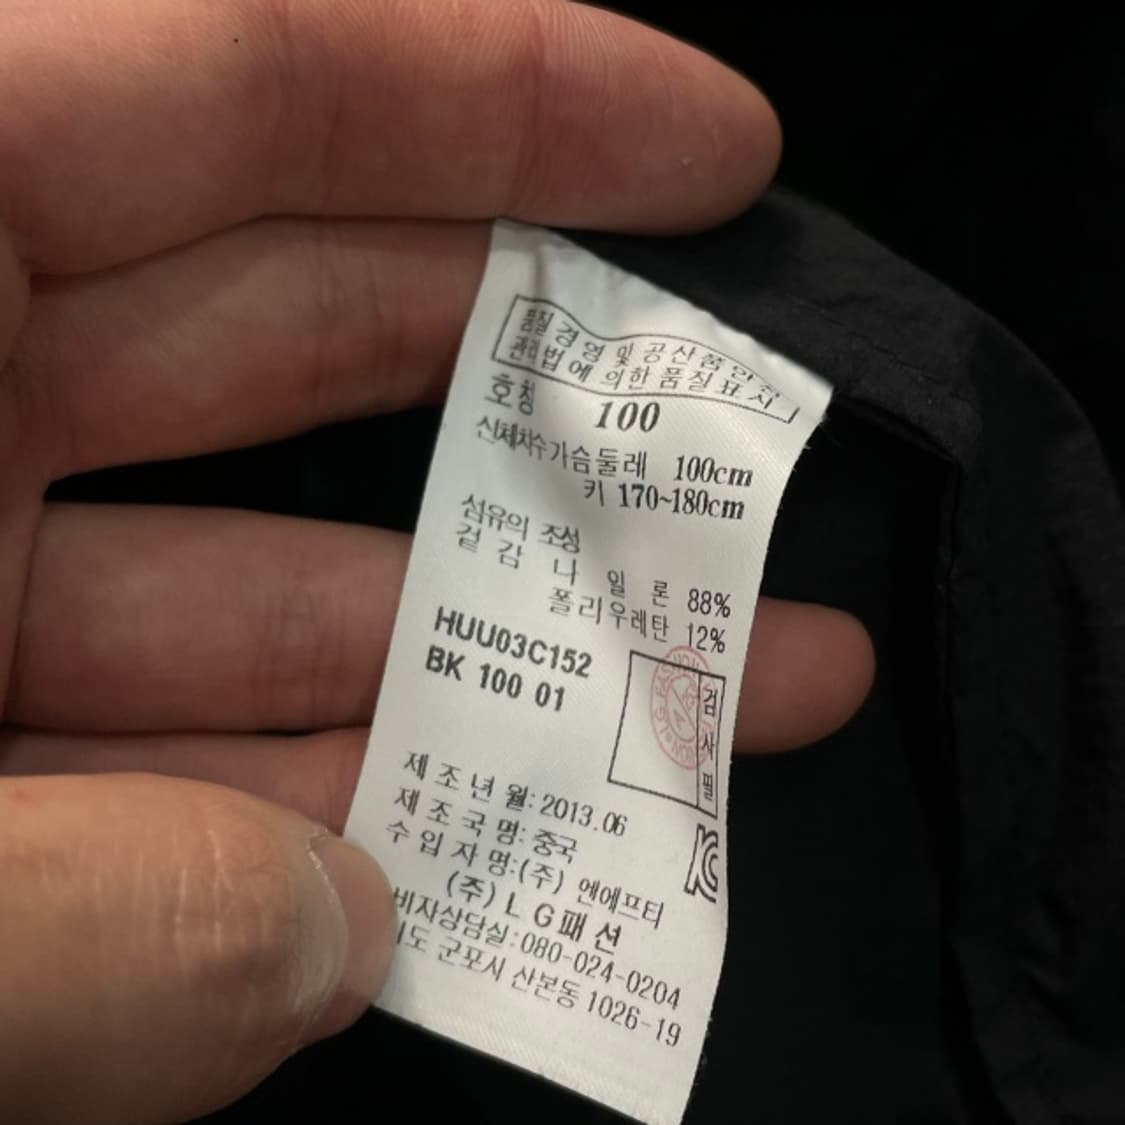 품질경영 및 공산품안전
관리법에 의한 품질표시
호칭 100
신체치수 가슴둘레 100cm
키 170~180cm
섬유의 조성
겉감 나일론 88%
폴리우레탄 12%
HUU03C152
BK 100 01
검사필
제조년월: 2013.06
제조국명: 중국
수입자명:(주) 엔에프티
(주) LG패션
비자상담실:080-024-0204
도 군포시 산본동 1026-19